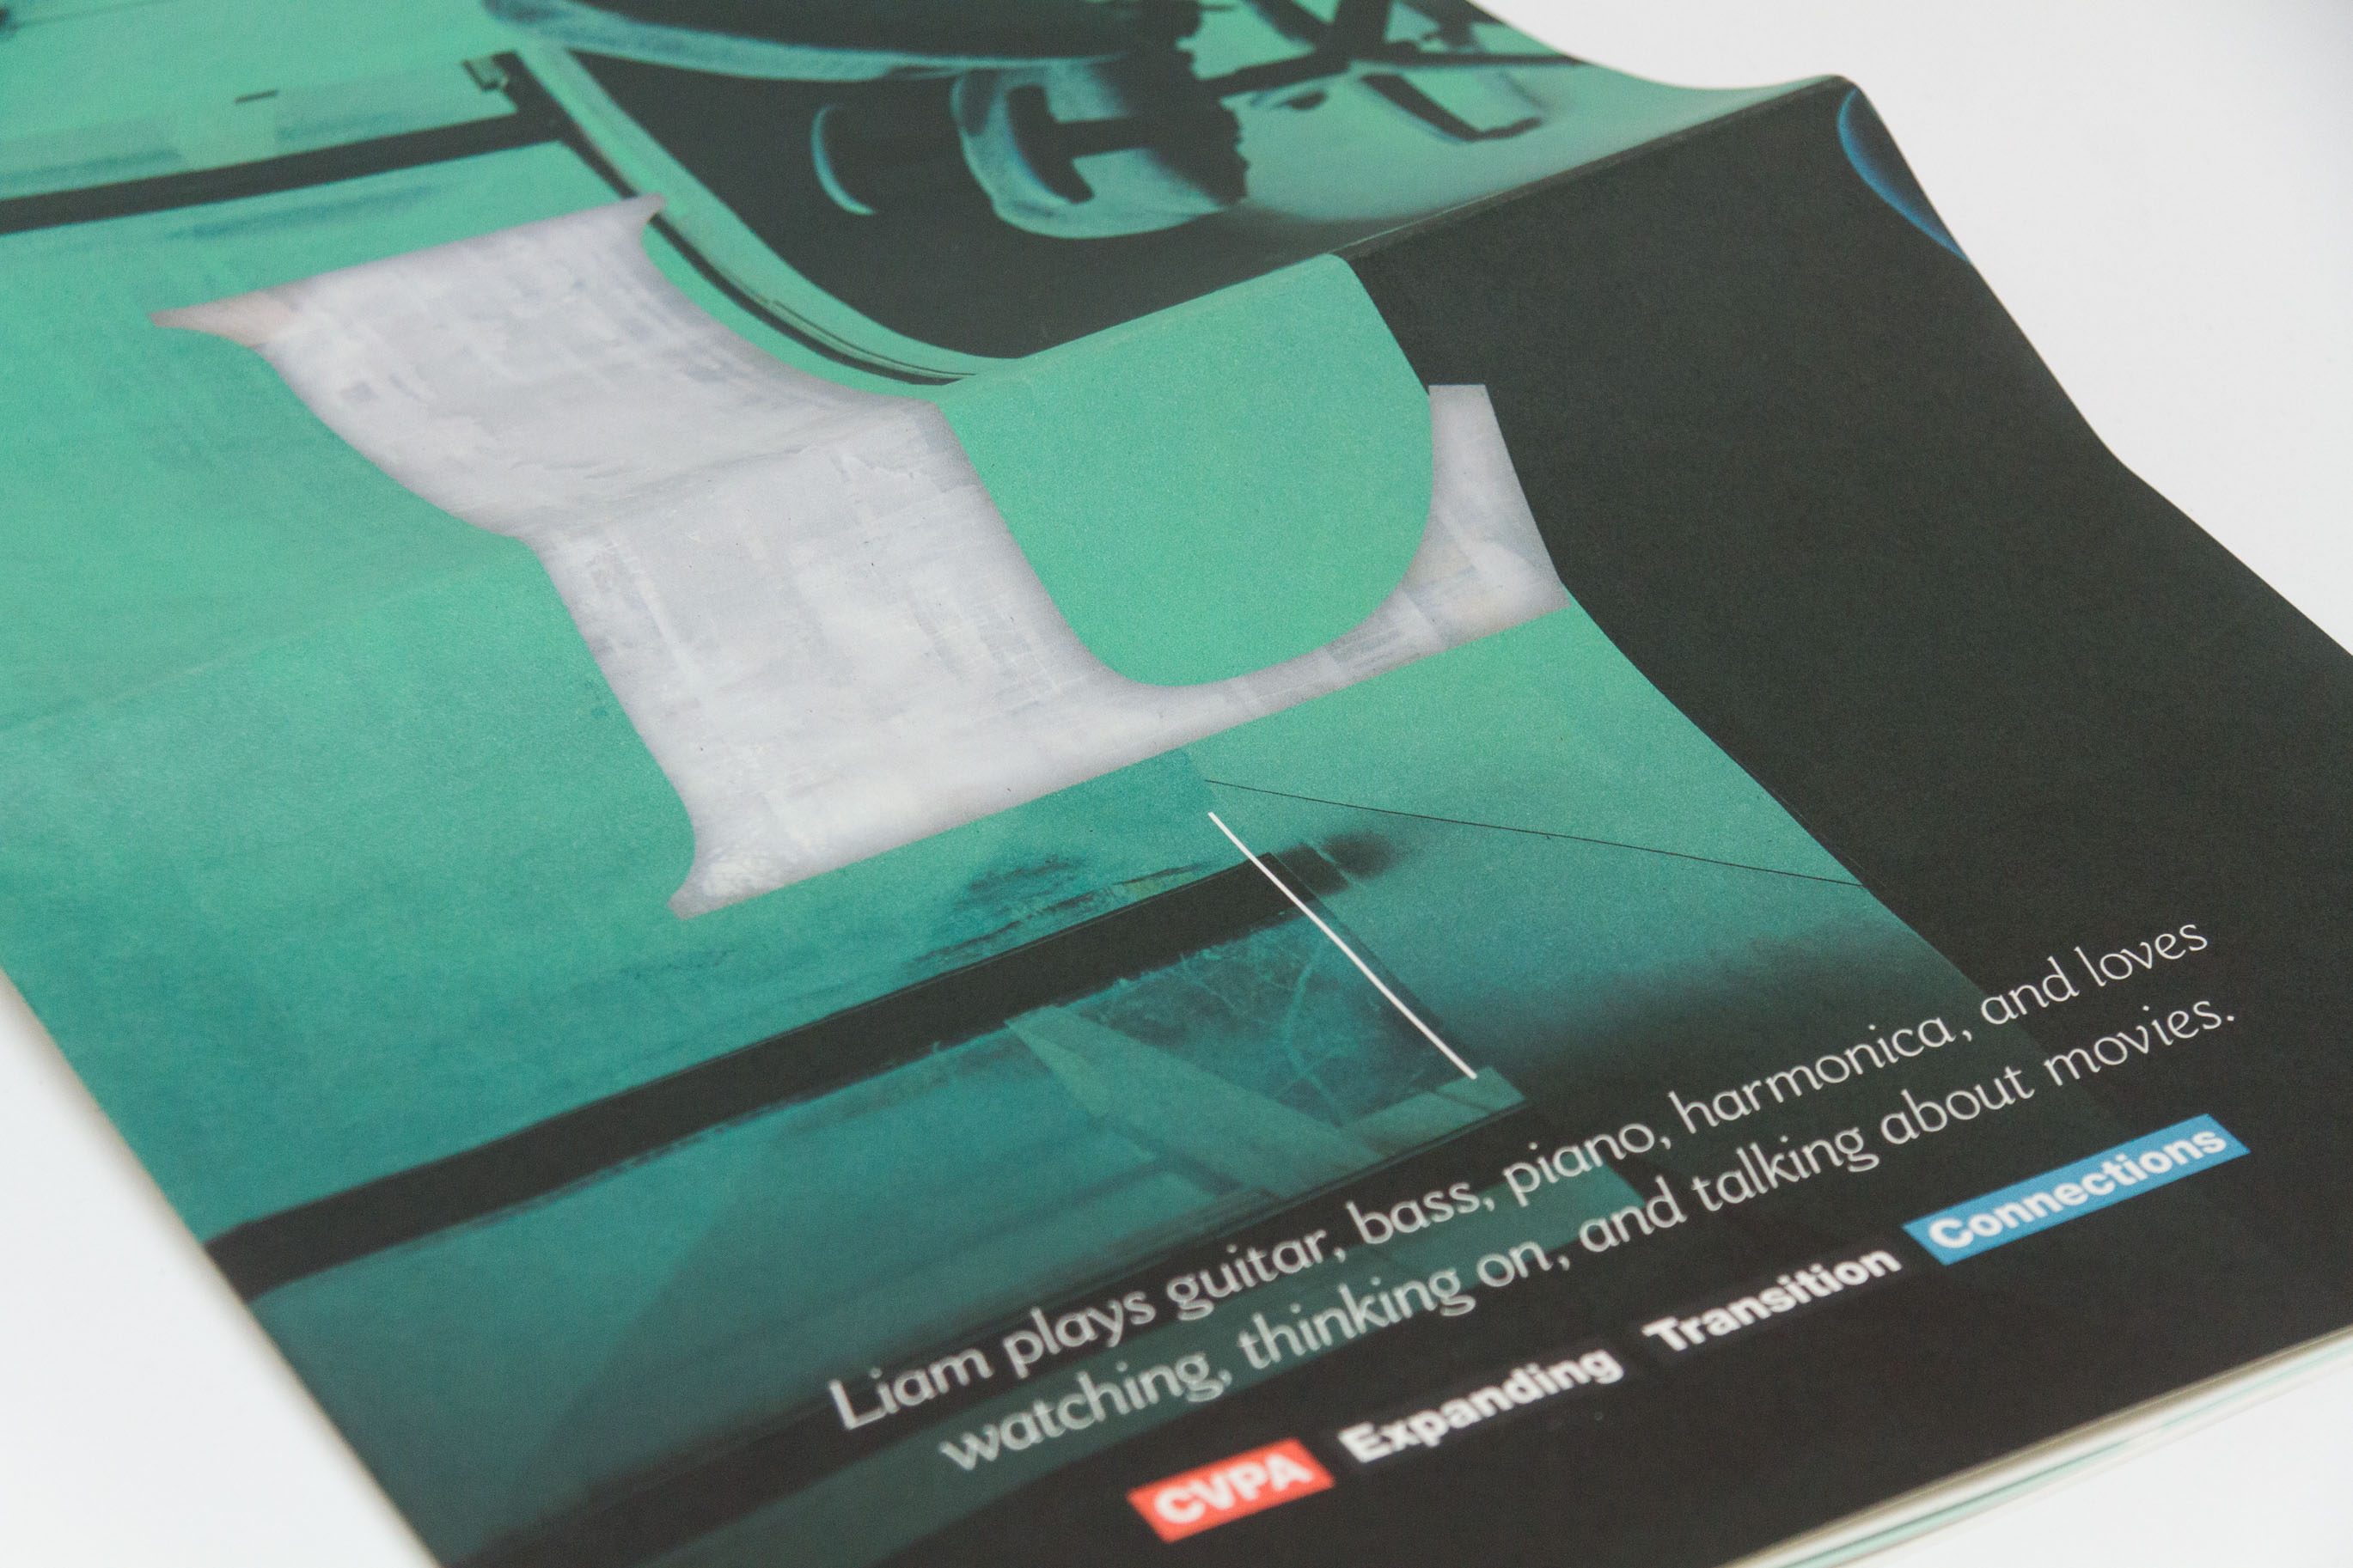 L
Liam plays guitar, bass, piano, harmonica, and loves
watching, thinking on, and talking about movies.
CVPA Expanding Transition Connections